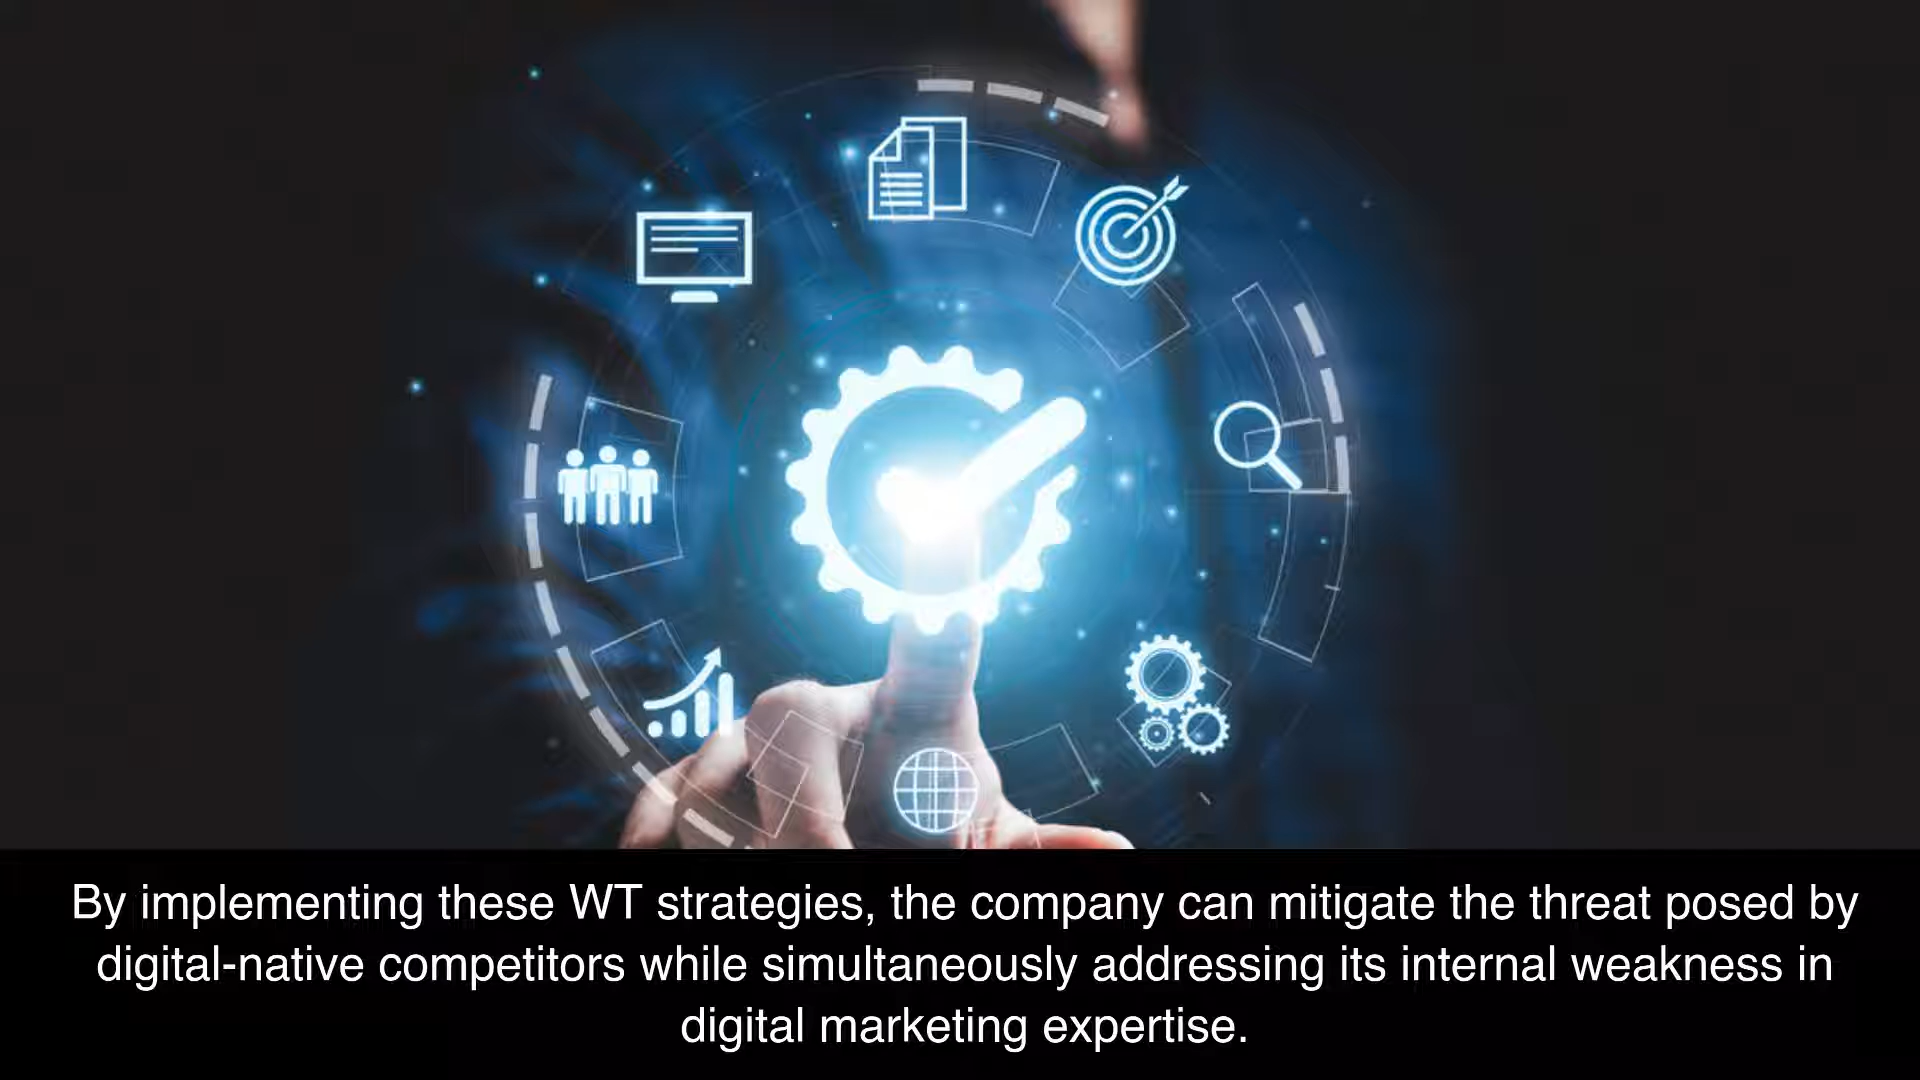 By implementing these WT strategies, the company can mitigate the threat posed by
digital-native competitors while simultaneously addressing its internal weakness in
digital marketing expertise.